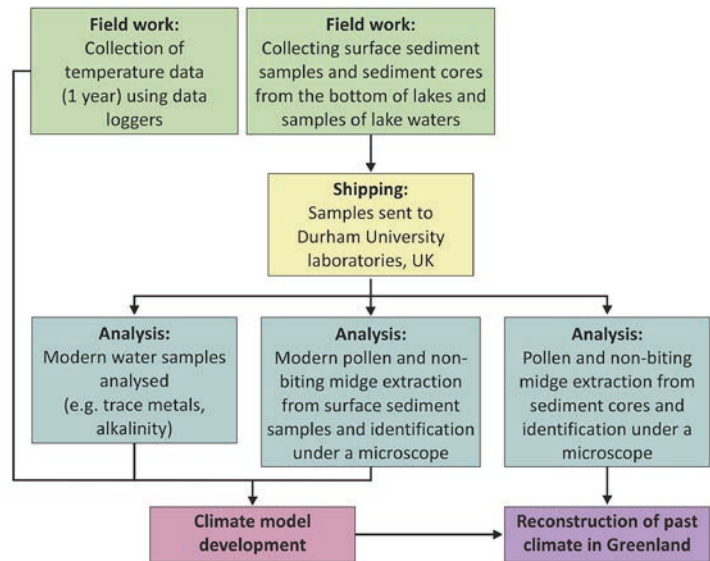 Field work:
Collection of
temperature data
(1 year) using data
loggers
Field work:
Collecting surface sediment
samples and sediment cores
from the bottom of lakes and
samples of lake waters
Shipping:
Samples sent to
Durham University
laboratories, UK
Analysis:
Modern water samples
analysed
(e.g. trace metals,
alkalinity)
Analysis:
Modern pollen and non-
biting midge extraction
from surface sediment
samples and identification
under a microscope
Analysis:
Pollen and non-biting
midge extraction from
sediment cores and
identification under a
microscope
Climate model
development
Reconstruction of past
climate in Greenland